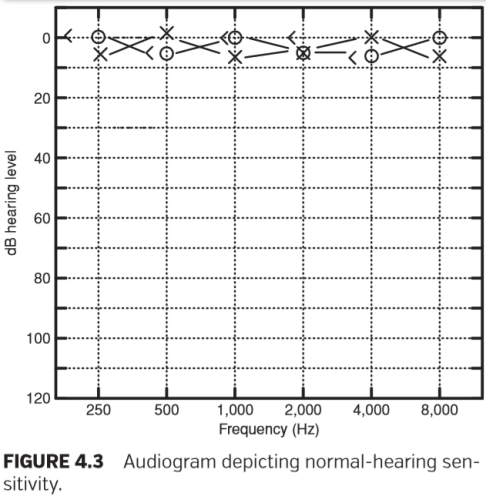 dB hearing level
0
20
40
60
80
100
120
250 500 1,000 2,000 4,000 8,000
Frequency (Hz)
FIGURE 4.3 Audiogram depicting normal-hearing sen-
sitivity.